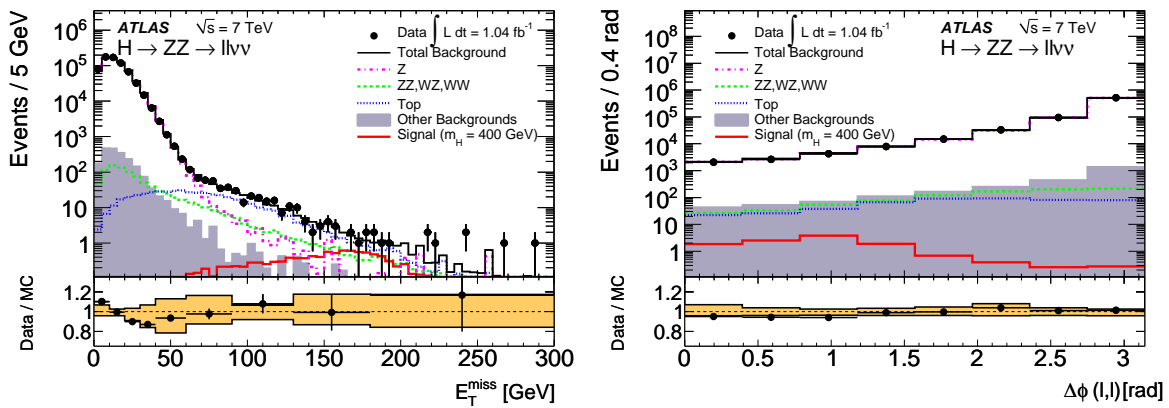 Events / 5 GeV
10⁶
10⁵
10⁴
10³
10²
10
1
ATLAS √s = 7 TeV
H → ZZ → llνν
Data ∫ L dt = 1.04 fb⁻¹
Total Background
Z
ZZ,WZ,WW
Top
Other Backgrounds
Signal (m_H = 400 GeV)
Data / MC
1.2
1
0.8
0 50 100 150 200 250 300
E_T^miss [GeV]
Events / 0.4 rad
10⁸
10⁷
10⁶
10⁵
10⁴
10³
10²
10
1
Data ∫ L dt = 1.04 fb⁻¹
Total Background
Z
ZZ,WZ,WW
Top
Other Backgrounds
Signal (m_H = 400 GeV)
ATLAS √s = 7 TeV
H → ZZ → llνν
Data / MC
1.2
1
0.8
0 0.5 1 1.5 2 2.5 3
Δϕ (l,l) [rad]